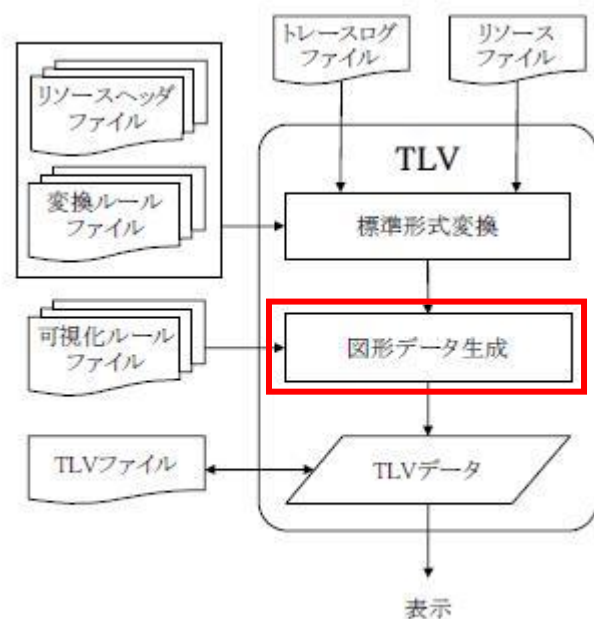 トレースログ
ファイル
リソース
ファイル
リソースヘッダ
ファイル
変換ルール
ファイル
TLV
標準形式変換
可視化ルール
ファイル
図形データ生成
TLVファイル
TLVデータ
表示